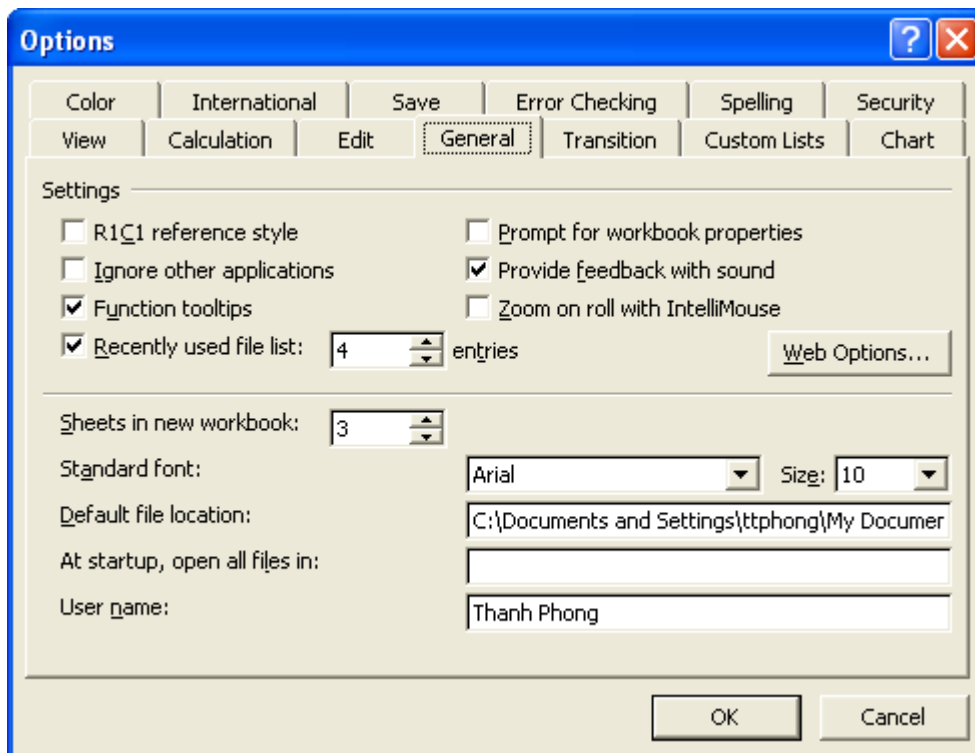 Options
Color International Save Error Checking Spelling Security
View Calculation Edit General Transition Custom Lists Chart
Settings
R1C1 reference style Prompt for workbook properties
Ignore other applications Provide feedback with sound
Function tooltips Zoom on roll with IntelliMouse
Recently used file list: 4 entries Web Options...
Sheets in new workbook: 3
Standard font: Arial Size: 10
Default file location: C:\Documents and Settings\ttphong\My Documer
At startup, open all files in:
User name: Thanh Phong
OK Cancel